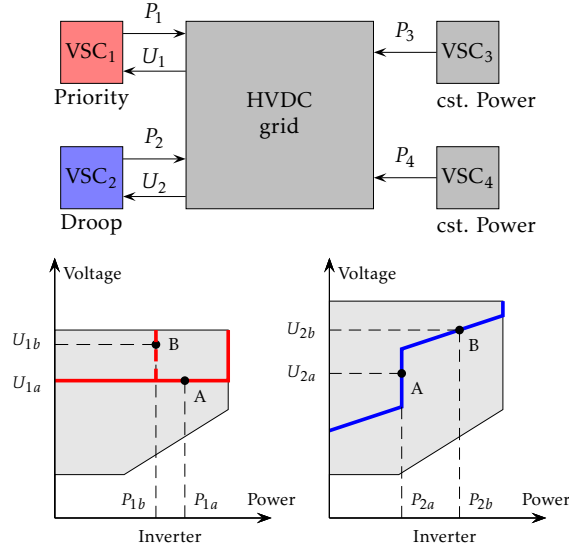 VSC₁ P₁ U₁ HVDC grid P₃ VSC₃
Priority cst. Power
VSC₂ P₂ U₂ P₄ VSC₄
Droop cst. Power
Voltage Voltage
U₁b B U₂b B
U₁a A U₂a A
P₁b P₁a Power P₂a P₂b Power
Inverter Inverter